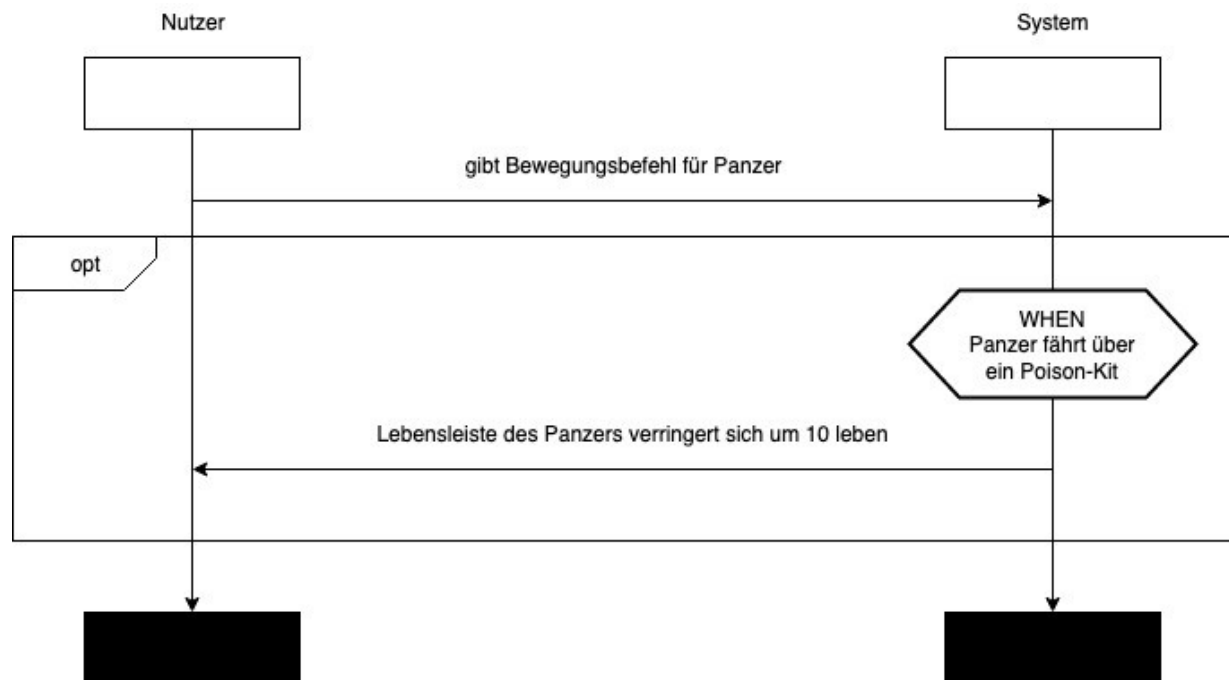 Nutzer
System
gibt Bewegungsbefehl für Panzer
opt
WHEN
Panzer fährt über
ein Poison-Kit
Lebensleiste des Panzers verringert sich um 10 leben